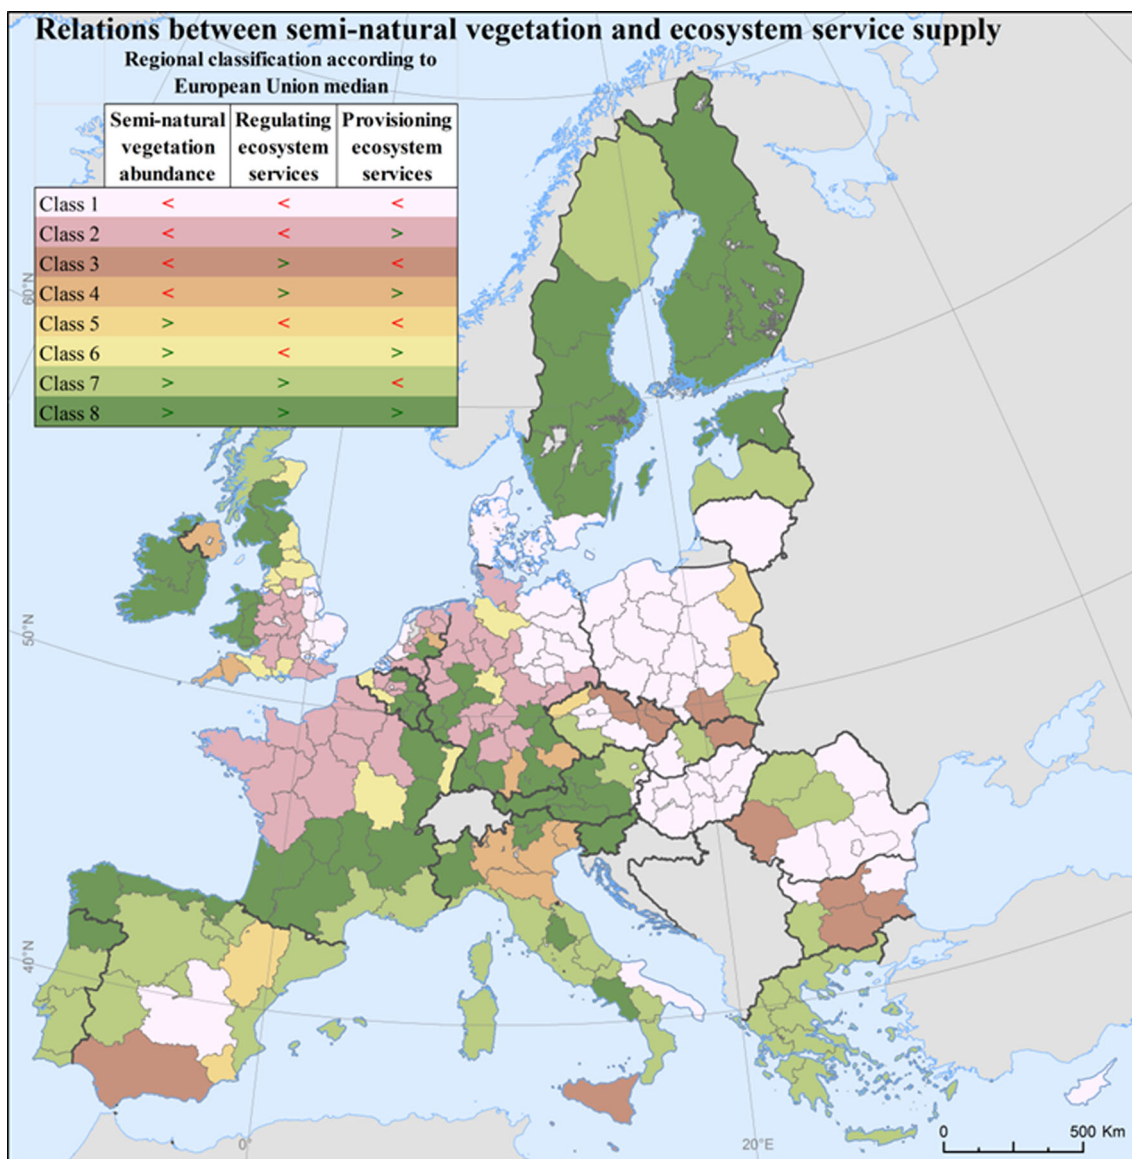 Relations between semi-natural vegetation and ecosystem service supply
Regional classification according to
European Union median
Semi-natural vegetation abundance Regulating ecosystem services Provisioning ecosystem services
Class 1 < < <
Class 2 < < >
Class 3 < > <
Class 4 < > >
Class 5 > < <
Class 6 > < >
Class 7 > > <
Class 8 > > >
60°N
50°N
40°N
0°
20°E
0 500 Km